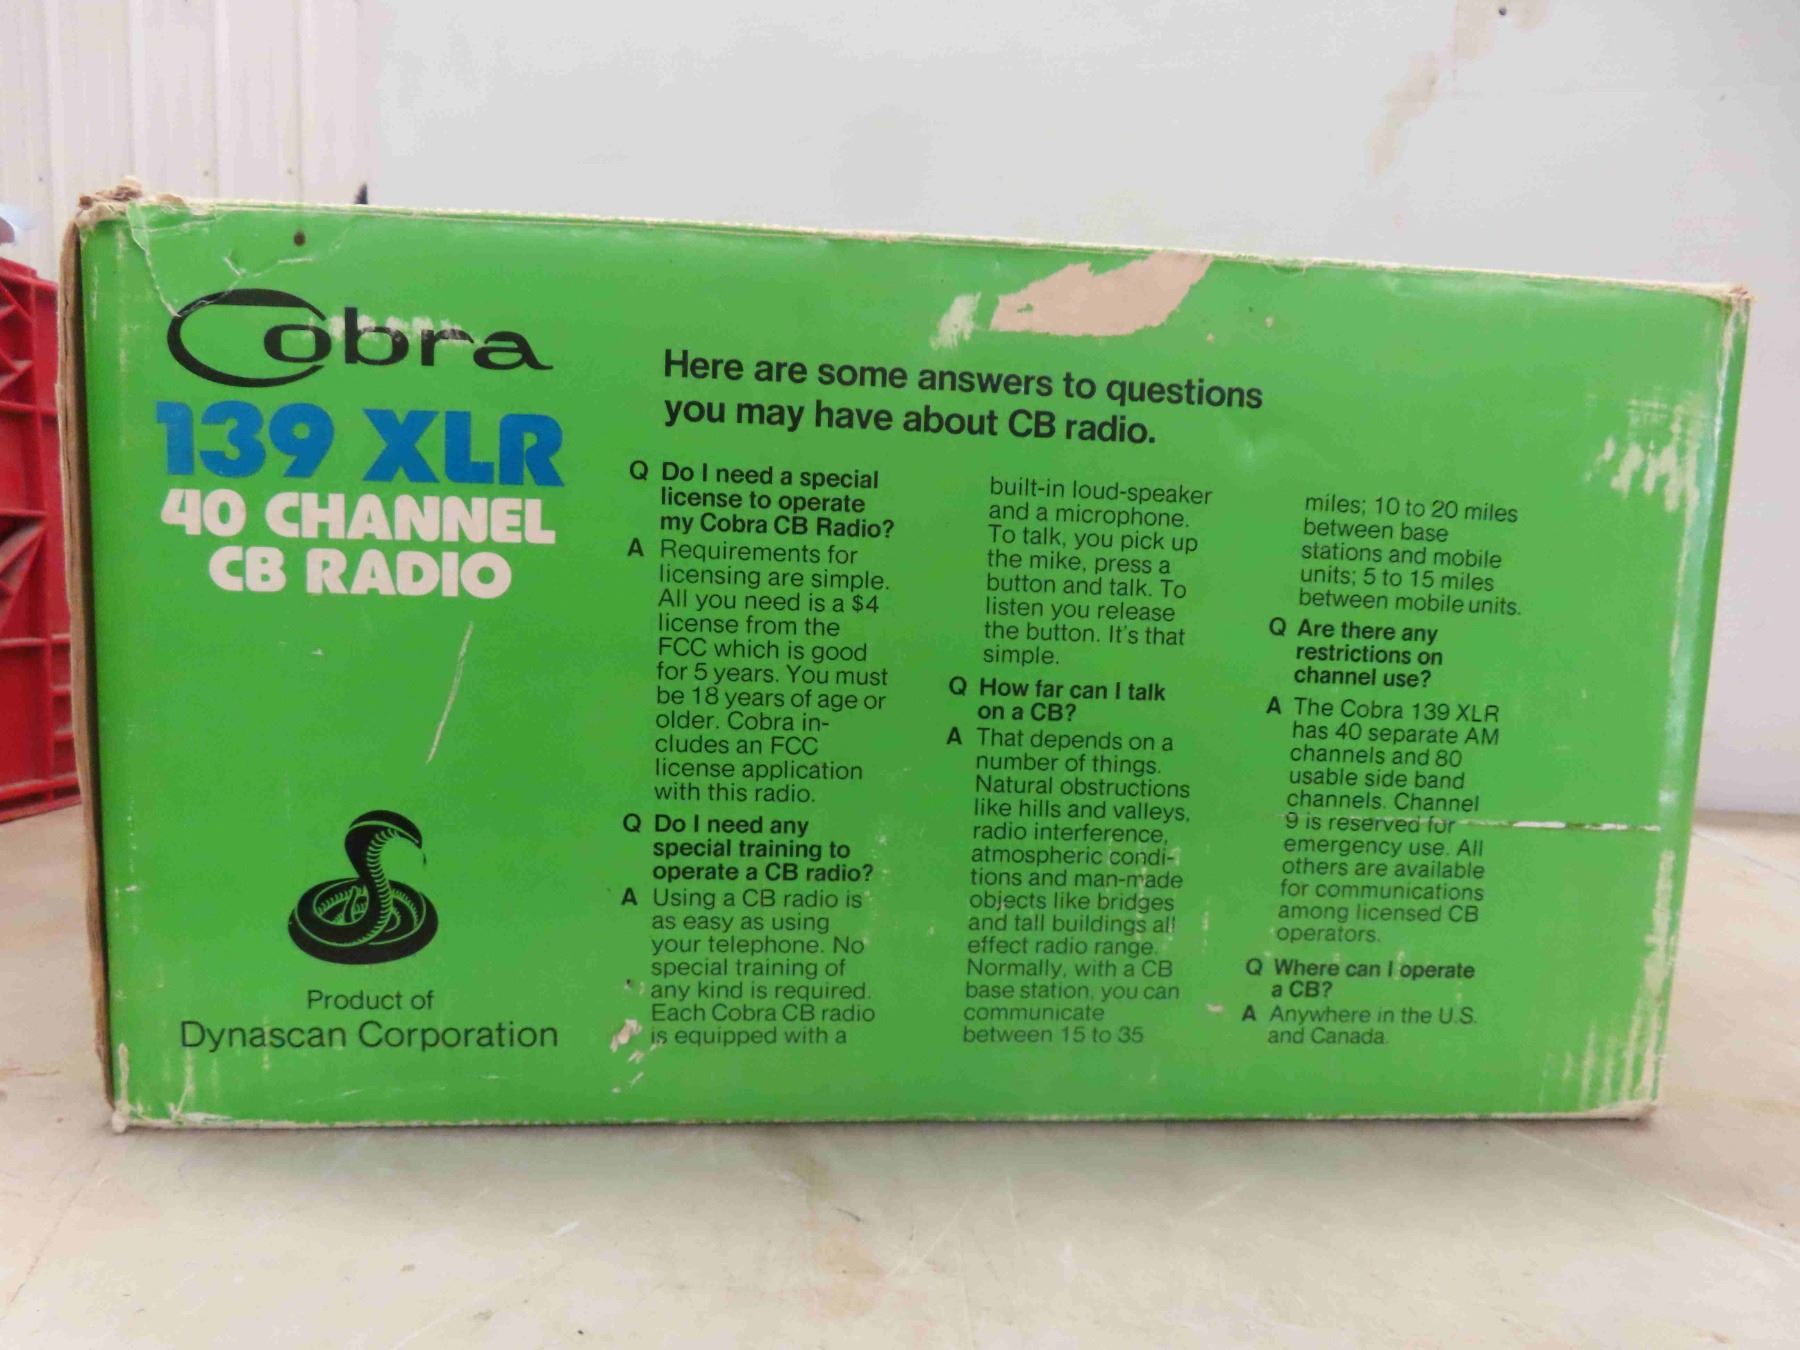 Cobra
139 XLR
40 CHANNEL
CB RADIO
Product of
Dynascan Corporation
Here are some answers to questions
you may have about CB radio.
Q Do I need a special
license to operate
my Cobra CB Radio?
A Requirements for
licensing are simple.
All you need is a $4
license from the
FCC which is good
for 5 years. You must
be 18 years of age or
older. Cobra in-
cludes an FCC
license application
with this radio.
Q Do I need any
special training to
operate a CB radio?
A Using a CB radio is
as easy as using
your telephone. No
special training of
any kind is required.
Each Cobra CB radio
is equipped with a
built-in loud-speaker
and a microphone.
To talk, you pick up
the mike, press a
button and talk. To
listen you release
the button. It's that
simple.
Q How far can I talk
on a CB?
A That depends on a
number of things.
Natural obstructions
like hills and valleys,
radio interference,
atmospheric condi-
tions and man-made
objects like bridges
and tall buildings all
effect radio range.
Normally, with a CB
base station, you can
communicate
between 15 to 35
miles; 10 to 20 miles
between base
stations and mobile
units; 5 to 15 miles
between mobile units.
Q Are there any
restrictions on
channel use?
A The Cobra 139 XLR
has 40 separate AM
channels and 80
usable side band
channels. Channel
9 is reserved for
emergency use. All
others are available
for communications
among licensed CB
operators.
Q Where can I operate
a CB?
A Anywhere in the U.S.
and Canada.